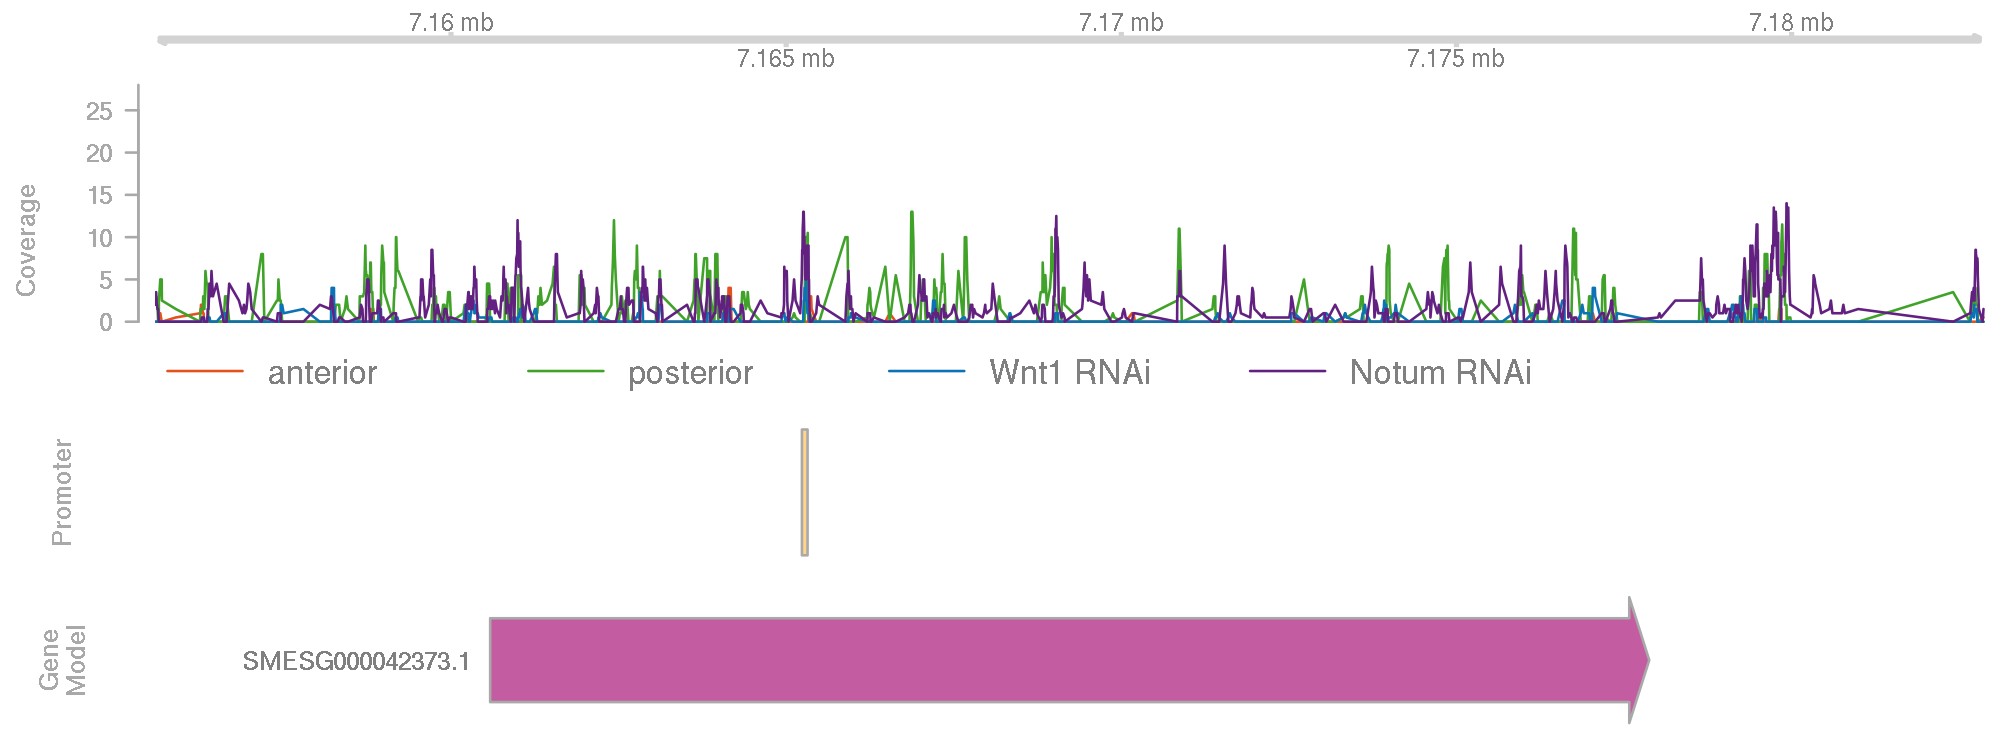 7.16 mb 7.17 mb 7.18 mb
7.165 mb 7.175 mb
Coverage
25
20
15
10
5
0
anterior posterior Wnt1 RNAi Notum RNAi
Promoter
Gene
Model
SMESG000042373.1